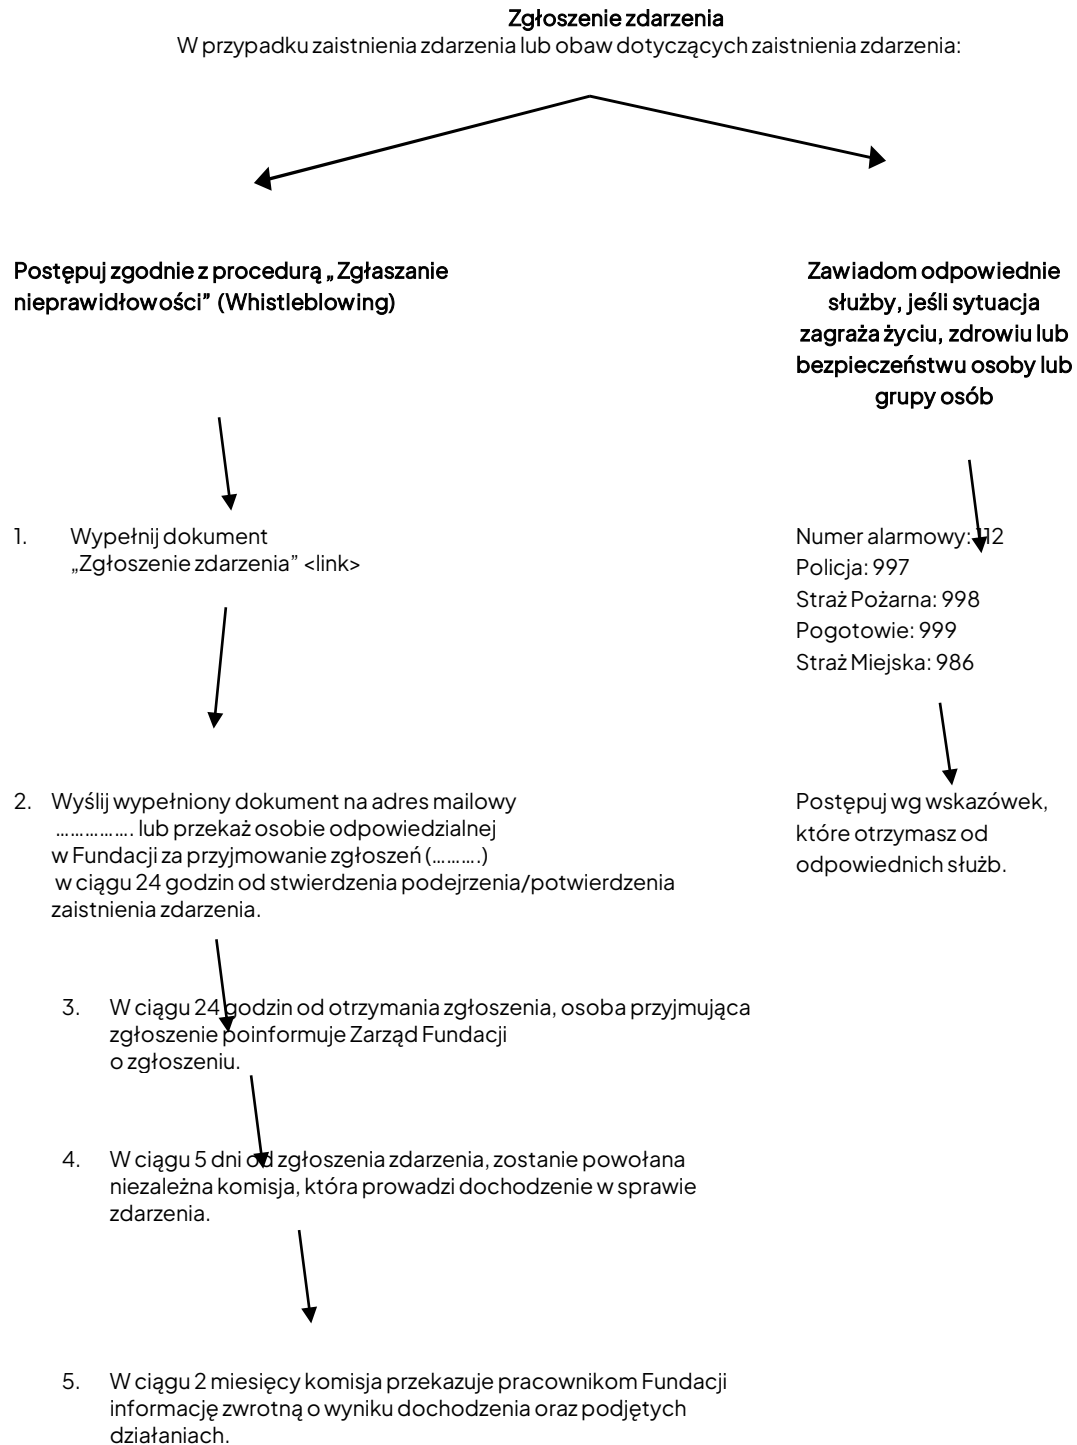 Zgłoszenie zdarzenia
W przypadku zaistnienia zdarzenia lub obaw dotyczących zaistnienia zdarzenia:
Postępuj zgodnie z procedurą „Zgłaszanie
nieprawidłowości” (Whistleblowing)
1. Wypełnij dokument
„Zgłoszenie zdarzenia” <link>
2. Wyślij wypełniony dokument na adres mailowy
…………… lub przekaż osobie odpowiedzialnej
w Fundacji za przyjmowanie zgłoszeń (……….)
w ciągu 24 godzin od stwierdzenia podejrzenia/potwierdzenia
zaistnienia zdarzenia.
3. W ciągu 24 godzin od otrzymania zgłoszenia, osoba przyjmująca
zgłoszenie poinformuje Zarząd Fundacji
o zgłoszeniu.
4. W ciągu 5 dni od zgłoszenia zdarzenia, zostanie powołana
niezależna komisja, która prowadzi dochodzenie w sprawie
zdarzenia.
5. W ciągu 2 miesięcy komisja przekazuje pracownikom Fundacji
informację zwrotną o wyniku dochodzenia oraz podjętych
działaniach.
Zawiadom odpowiednie
służby, jeśli sytuacja
zagraża życiu, zdrowiu lub
bezpieczeństwu osoby lub
grupy osób
Numer alarmowy: 112
Policja: 997
Straż Pożarna: 998
Pogotowie: 999
Straż Miejska: 986
Postępuj wg wskazówek,
które otrzymasz od
odpowiednich służb.